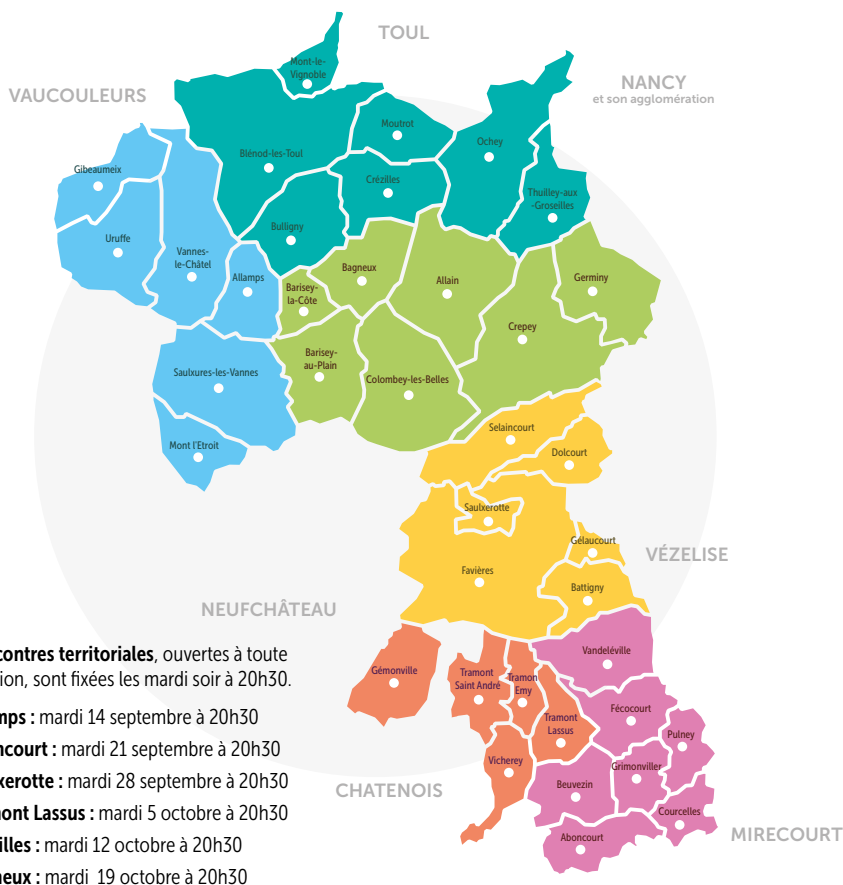 TOUL
Mont-le-
Vignoble
NANCY
et son agglomération
VAUCOULEURS
Moutrot
Ochey
Blénod-les-Toul
Gibeaumeix
Crézilles
Thuilley-aux
-Groseilles
Bulligny
Uruffe
Vannes-
le-Châtel
Allamps
Bagneux
Barisey-
la-Côte
Allain
Germiny
Crepey
Barisey-
au-Plain
Saulxures-les-Vannes
Colombey-les-Belles
Mont l'Etroit
Selaincourt
Dolcourt
Saulxerotte
Gélaucourt
VÉZELISE
Favières
Battigny
NEUFCHÂTEAU
contres territoriales, ouvertes à toute
tion, sont fixées les mardi soir à 20h30.
mps : mardi 14 septembre à 20h30
ncourt : mardi 21 septembre à 20h30
xerotte : mardi 28 septembre à 20h30
mont Lassus : mardi 5 octobre à 20h30
illes : mardi 12 octobre à 20h30
neux : mardi 19 octobre à 20h30
Gémonville
Tramont
Saint André
Tramon
Emy
Tramont
Lassus
Vandeléville
Fécocourt
Pulney
Vicherey
Grimonviller
Beuvezin
CHATENOIS
Courcelles
Aboncourt
MIRECOURT